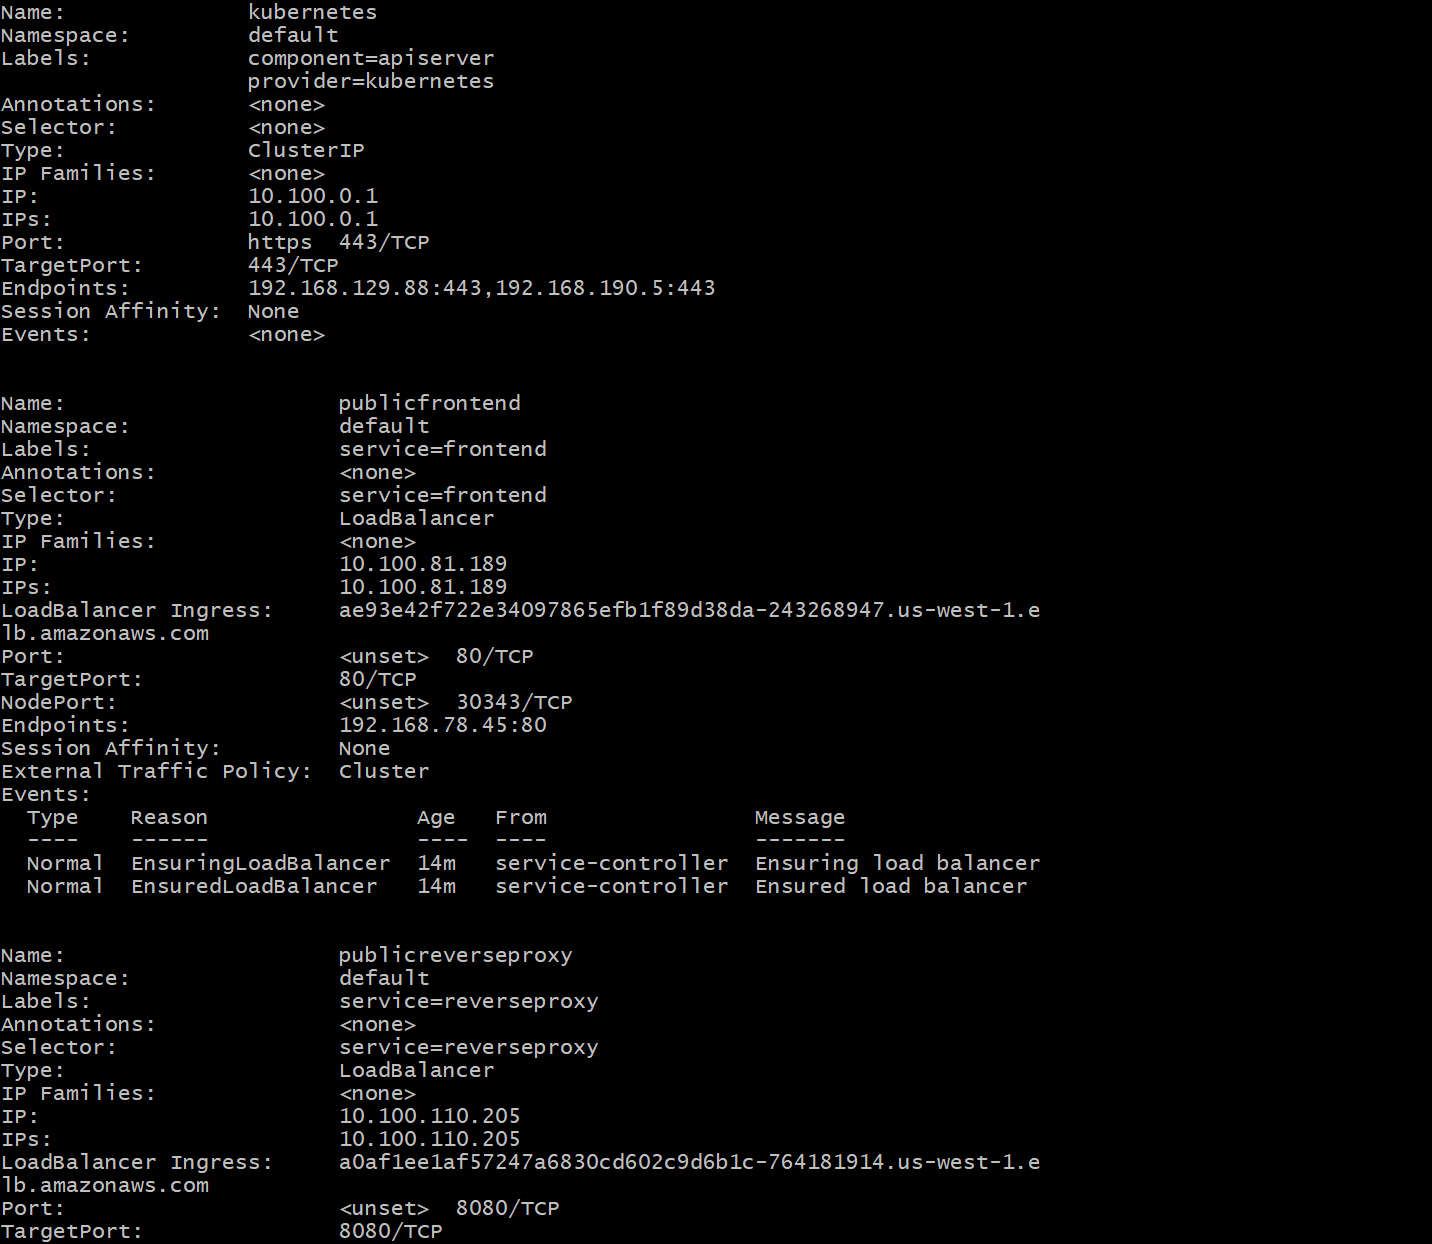 Name:              kubernetes
Namespace:         default
Labels:            component=apiserver
                   provider=kubernetes
Annotations:       <none>
Selector:          <none>
Type:              ClusterIP
IP Families:       <none>
IP:                10.100.0.1
IPs:               10.100.0.1
Port:              https  443/TCP
TargetPort:        443/TCP
Endpoints:         192.168.129.88:443,192.168.190.5:443
Session Affinity:  None
Events:            <none>


Name:                     publicfrontend
Namespace:                default
Labels:                   service=frontend
Annotations:              <none>
Selector:                 service=frontend
Type:                     LoadBalancer
IP Families:              <none>
IP:                       10.100.81.189
IPs:                      10.100.81.189
LoadBalancer Ingress:     ae93e42f722e34097865efb1f89d38da-243268947.us-west-1.e
lb.amazonaws.com
Port:                     <unset>  80/TCP
TargetPort:               80/TCP
NodePort:                 <unset>  30343/TCP
Endpoints:                192.168.78.45:80
Session Affinity:         None
External Traffic Policy:  Cluster
Events:
  Type    Reason                Age   From                Message
  ----    ------                ----  ----                -------
  Normal  EnsuringLoadBalancer  14m   service-controller  Ensuring load balancer
  Normal  EnsuredLoadBalancer   14m   service-controller  Ensured load balancer


Name:                     publicreverseproxy
Namespace:                default
Labels:                   service=reverseproxy
Annotations:              <none>
Selector:                 service=reverseproxy
Type:                     LoadBalancer
IP Families:              <none>
IP:                       10.100.110.205
IPs:                      10.100.110.205
LoadBalancer Ingress:     a0af1ee1af57247a6830cd602c9d6b1c-764181914.us-west-1.e
lb.amazonaws.com
Port:                     <unset>  8080/TCP
TargetPort:               8080/TCP